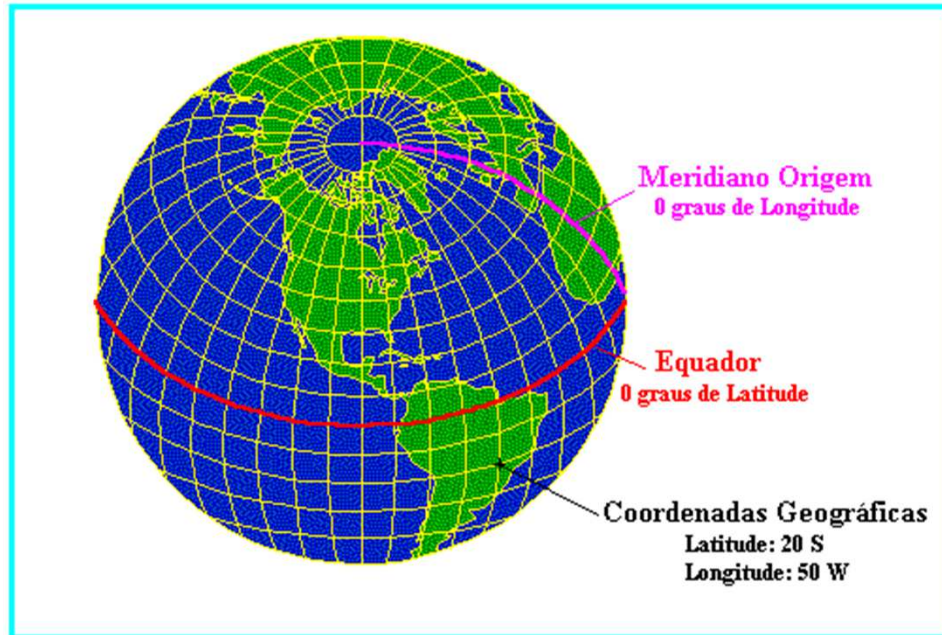 Meridiano Origem
0 graus de Longitude
Equador
0 graus de Latitude
Coordenadas Geográficas
Latitude: 20 S
Longitude: 50 W